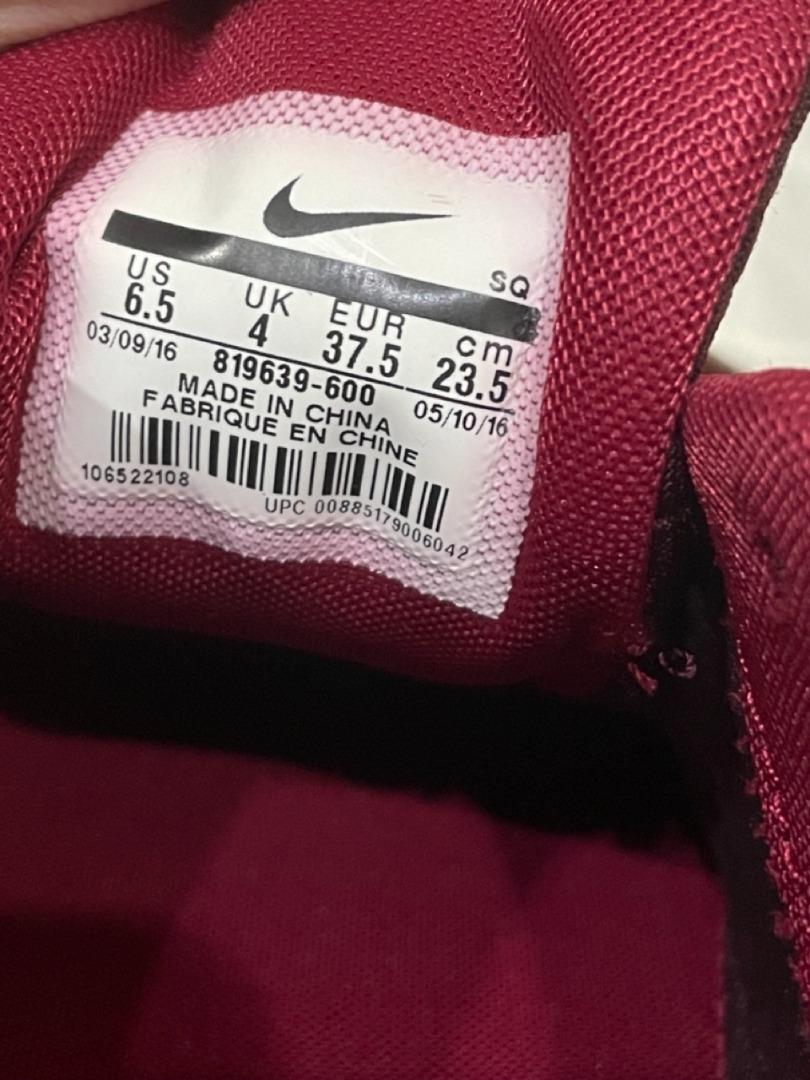 SQ
US UK EUR cm
6.5 4 37.5 23.5
03/09/16 819639-600 05/10/16
MADE IN CHINA
FABRIQUE EN CHINE
106522108
UPC 00885179006042